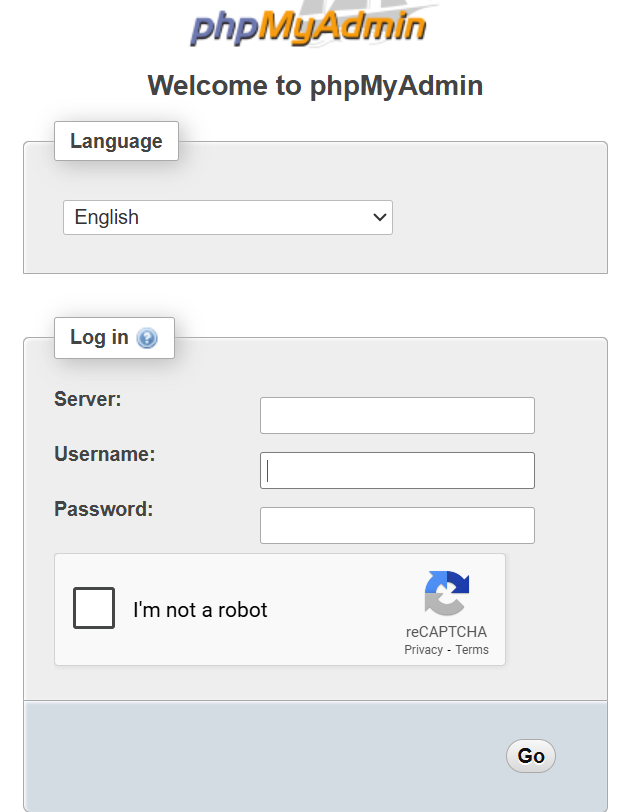 phpMyAdmin
Welcome to phpMyAdmin
Language
English
Log in
Server:
Username:
Password:
I'm not a robot
reCAPTCHA
Privacy - Terms
Go